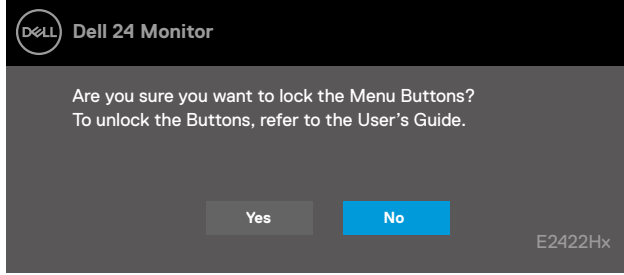 DELL
Dell 24 Monitor
Are you sure you want to lock the Menu Buttons?
To unlock the Buttons, refer to the User's Guide.
Yes
No
E2422Hx